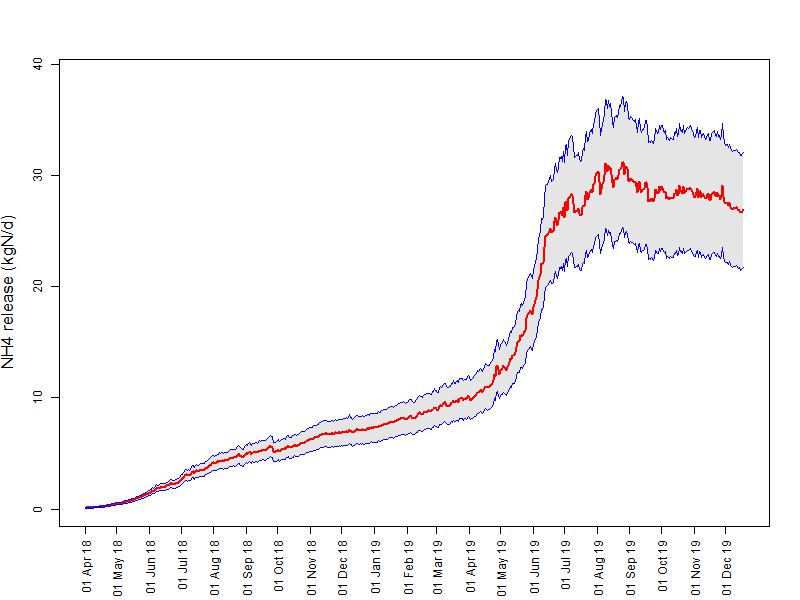 NH4 release (kgN/d)
40
30
20
10
0
01 Apr 18
01 May 18
01 Jun 18
01 Jul 18
01 Aug 18
01 Sep 18
01 Oct 18
01 Nov 18
01 Dec 18
01 Jan 19
01 Feb 19
01 Mar 19
01 Apr 19
01 May 19
01 Jun 19
01 Jul 19
01 Aug 19
01 Sep 19
01 Oct 19
01 Nov 19
01 Dec 19